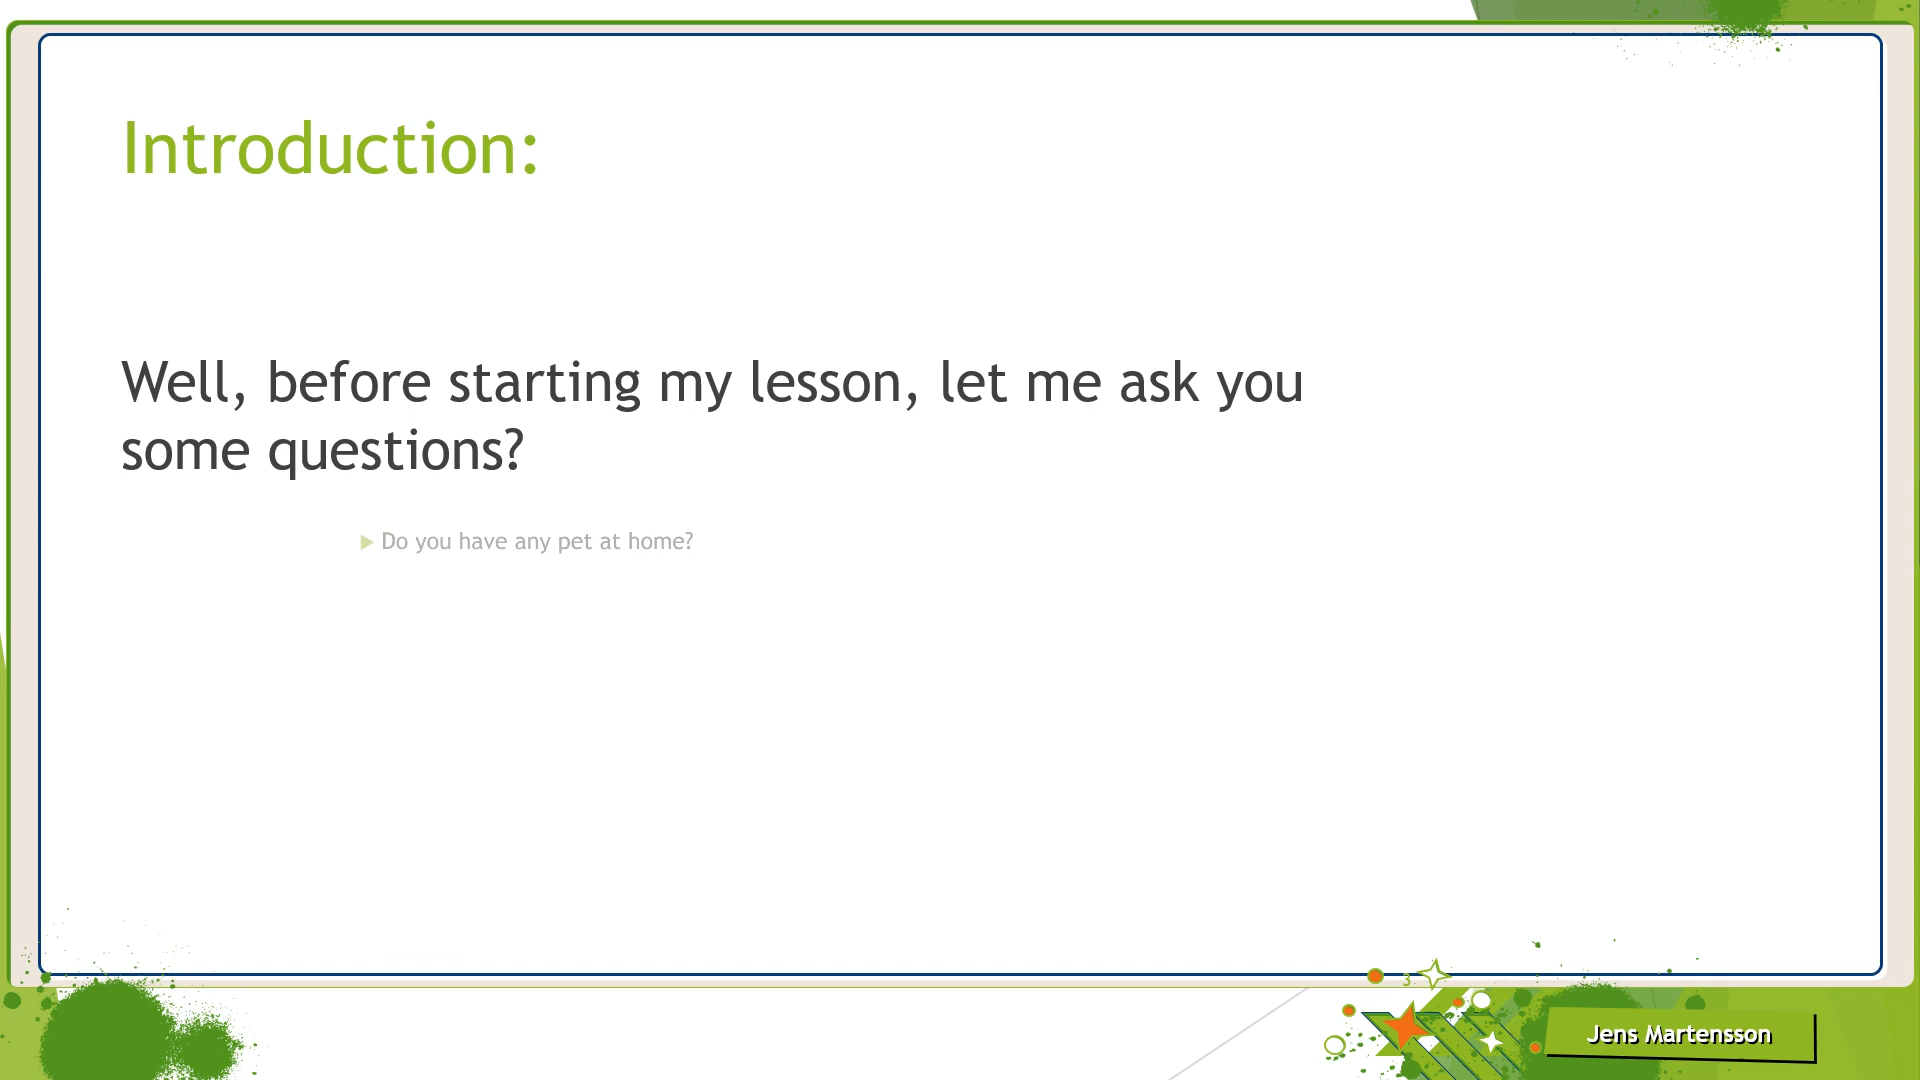 Introduction:
Well, before starting my lesson, let me ask you
some questions?
Do you have any pet at home?
3
Jens Martensson